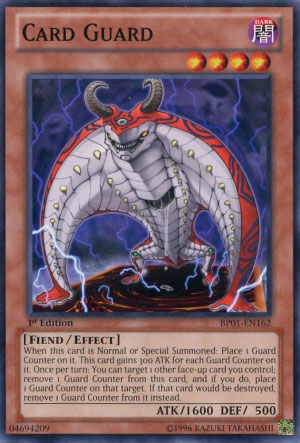 CARD GUARD
DARK
闇
1st Edition
BP01-EN162
[FIEND / EFFECT]
When this card is Normal or Special Summoned: Place 1 Guard
Counter on it. This card gains 300 ATK for each Guard Counter on
it. Once per turn: You can target 1 other face-up card you control;
remove 1 Guard Counter from this card, and if you do, place
1 Guard Counter on that target. If that card would be destroyed,
remove 1 Guard Counter from it instead.
ATK/1600 DEF/ 500
04694209
©1996 KAZUKI TAKAHASHI